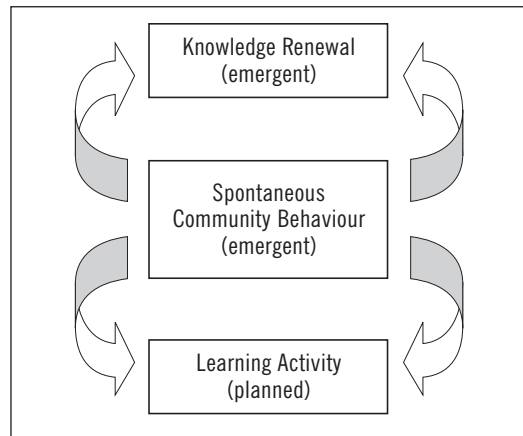 Knowledge Renewal
(emergent)
Spontaneous
Community Behaviour
(emergent)
Learning Activity
(planned)